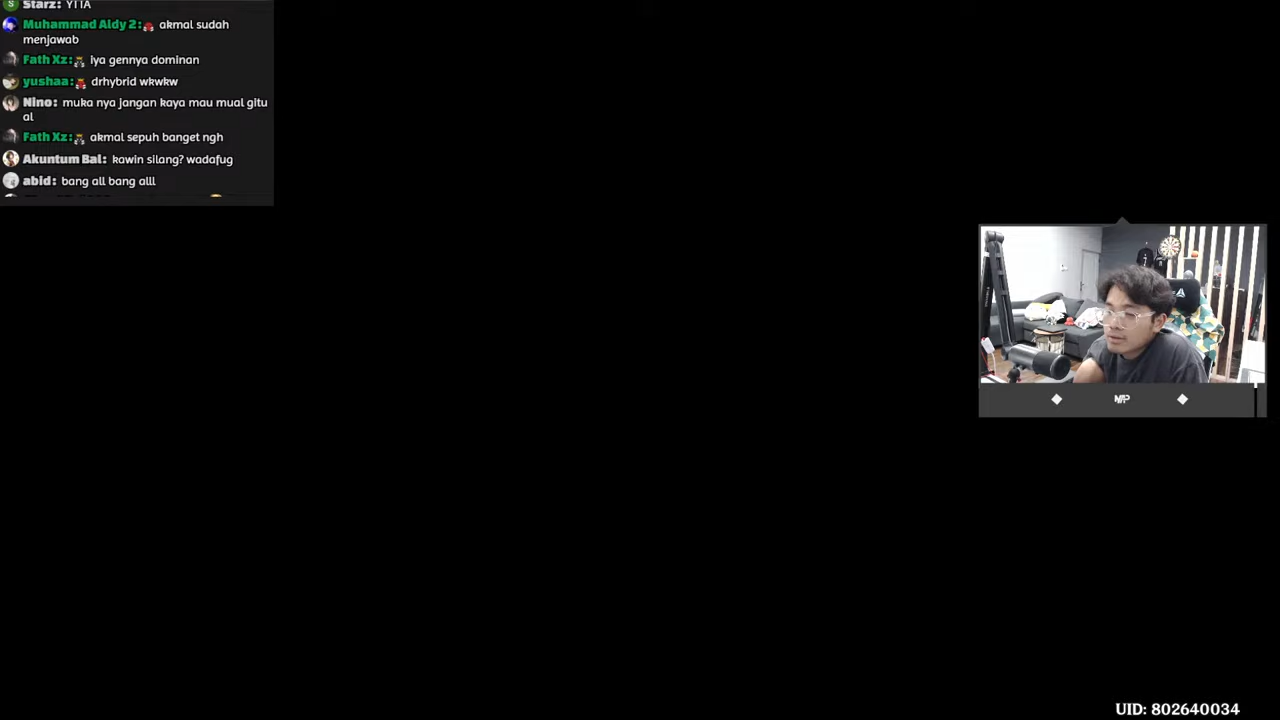 Starz: YTTA
Muhammad Aldy 2: akmal sudah
menjawab
Fath Xz: iya gennya dominan
yushaa: drhybrid wkwkw
Nino: muka nya jangan kaya mau mual gitu
al
Fath Xz: akmal sepuh banget ngh
Akuntum Bal: kawin silang? wadafug
abid: bang all bang alll
UID: 802640034